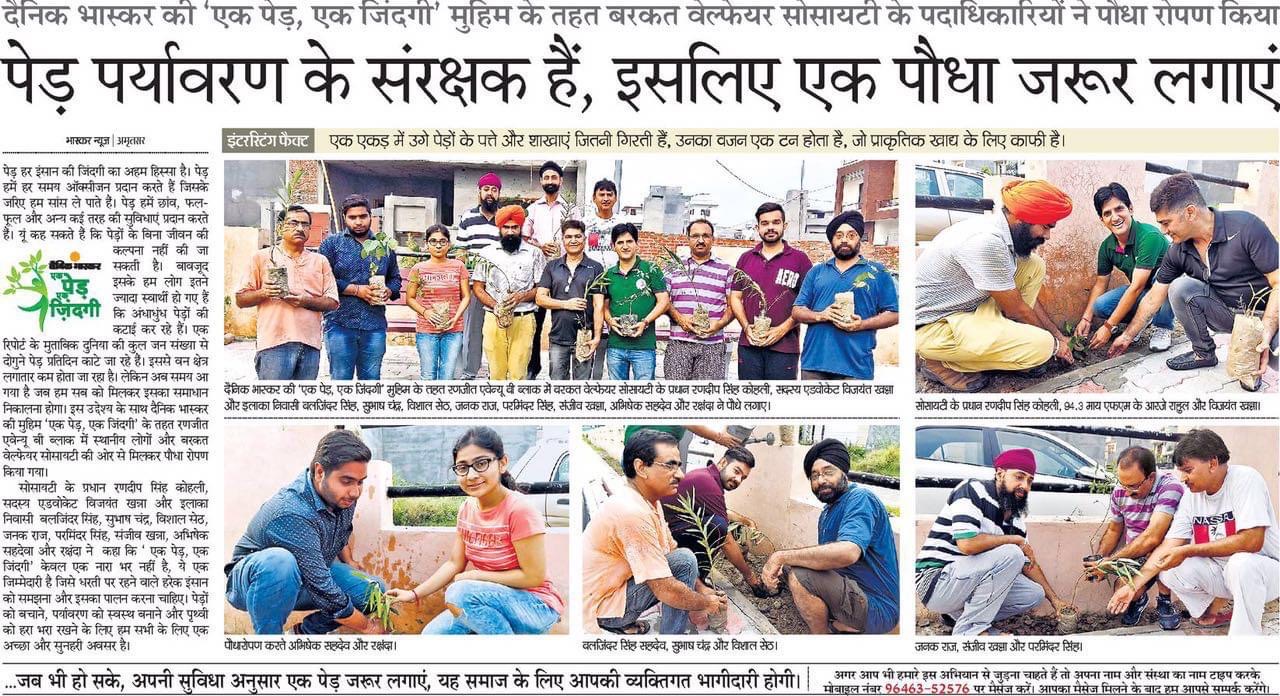 दैनिक भास्कर की ‘एक पेड़, एक जिंदगी’ मुहिम के तहत बरकत वेल्फेयर सोसायटी के पदाधिकारियों ने पौधा रोपण किया
पेड़ पर्यावरण के संरक्षक हैं, इसलिए एक पौधा जरूर लगाएं
भास्कर न्यूज | अमृतसर
पेड़ हर इंसान की जिंदगी का अहम हिस्सा है। पेड़
हमें हर समय ऑक्सीजन प्रदान करते हैं जिसके
जरिए हम सांस ले पाते हैं। पेड़ हमें छांव, फल-
फूल और अन्य कई तरह की सुविधाएं प्रदान करते
हैं। यूं कह सकते हैं कि पेड़ों के बिना जीवन की
कल्पना नहीं की जा
सकती है। बावजूद
इसके हम लोग इतने
ज्यादा स्वार्थी हो गए हैं
कि अंधाधुंध पेड़ों की
कटाई कर रहे हैं। एक
दैनिक भास्कर
एक
पेड़
एक
ज़िंदगी
रिपोर्ट के मुताबिक दुनिया की कुल जन संख्या से
दोगुने पेड़ प्रतिदिन काटे जा रहे हैं। इससे वन क्षेत्र
लगातार कम होता जा रहा है। लेकिन अब समय आ
गया है जब हम सब को मिलकर इसका समाधान
निकालना होगा। इस उद्देश्य के साथ दैनिक भास्कर
की मुहिम ‘एक पेड़, एक जिंदगी’ के तहत रणजीत
एवेन्यू बी ब्लाक में स्थानीय लोगों और बरकत
वेल्फेयर सोसायटी की ओर से मिलकर पौधा रोपण
किया गया।
सोसायटी के प्रधान रणदीप सिंह कोहली,
सदस्य एडवोकेट विजयंत खन्ना और इलाका
निवासी बलजिंदर सिंह, सुभाष चंद्र, विशाल सेठ,
जनक राज, परमिंदर सिंह, संजीव खन्ना, अभिषेक
सहदेवा और रक्षंदा ने कहा कि ‘ एक पेड़, एक
जिंदगी’ केवल एक नारा भर नहीं है, ये एक
जिम्मेदारी है जिमे धरती पर रहने वाले हरेक इंसान
को समझना और इसका पालन करना चाहिए। पेड़ों
को बचाने, पर्यावरण को स्वस्थ बनाने और पृथ्वी
को हरा भरा रखने के लिए हम सभी के लिए एक
अच्छा और सुनहरी अवसर है।
इंटररिटिंग फैक्ट एक एकड़ में उगे पेड़ों के पत्ते और शाखाएं जितनी गिरती हैं, उनका वजन एक टन होता है, जो प्राकृतिक खाद्य के लिए काफी है।
AERO
दैनिक भास्कर की ‘एक पेड़, एक जिंदगी’ मुहिम के तहत रणजीत एवेन्यू बी ब्लाक में बरकत वेल्फेयर सोसायटी के प्रधान रणदीप सिंह कोहली, सदस्य एडवोकेट विजयंत खन्ना
और इलाका निवासी बलजिंदर सिंह, सुभाष चंद्र, विशाल सेठ, जनक राज, परमिंदर सिंह, संजीव खन्ना, अभिषेक सहदेव और रक्षंदा ने पौधे लगाए।
सोसायटी के प्रधान रणदीप सिंह कोहली, 94.3 माय एफएम के आरजे राहुल और विजयंत खन्ना।
पौधारोपण करते अभिषेक सहदेव और रक्षंदा।
बलजिंदर सिंह सहदेव, सुभाष चंद्र और विशाल सेठ।
जनक राज, संजीव खन्ना और परमिंदर सिंह।
...जब भी हो सके, अपनी सुविधा अनुसार एक पेड़ जरूर लगाएं, यह समाज के लिए आपकी व्यक्तिगत भागीदारी होगी।
अगर आप भी हमारे इस अभियान से जुड़ना चाहते हैं तो अपना नाम और संस्था का नाम टाइप करके
मोबाइल नंबर 96463-52576 पर मैसेज करें। आपका मैसेज मिलने के बाद हम आपसे सम्पर्क करेंगे।